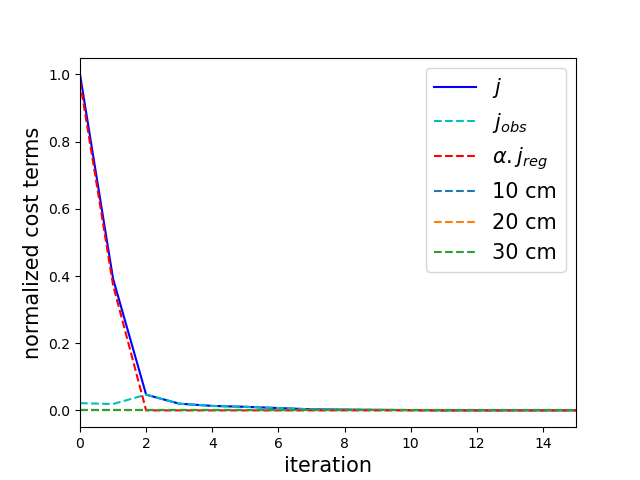 1.0
0.8
0.6
0.4
0.2
0.0
normalized cost terms
0 2 4 6 8 10 12 14
iteration
j
j_obs
α.j_reg
10 cm
20 cm
30 cm